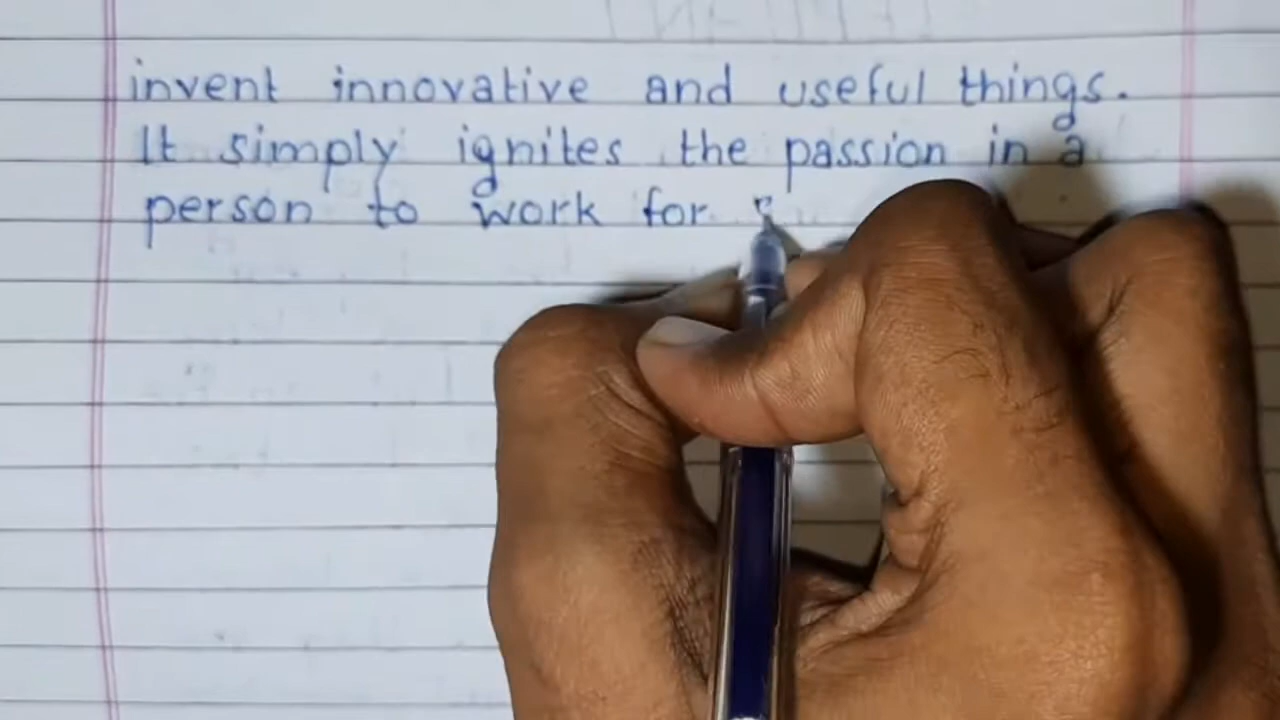 invent innovative and useful things.
It simply ignites the passion in a
person to work for